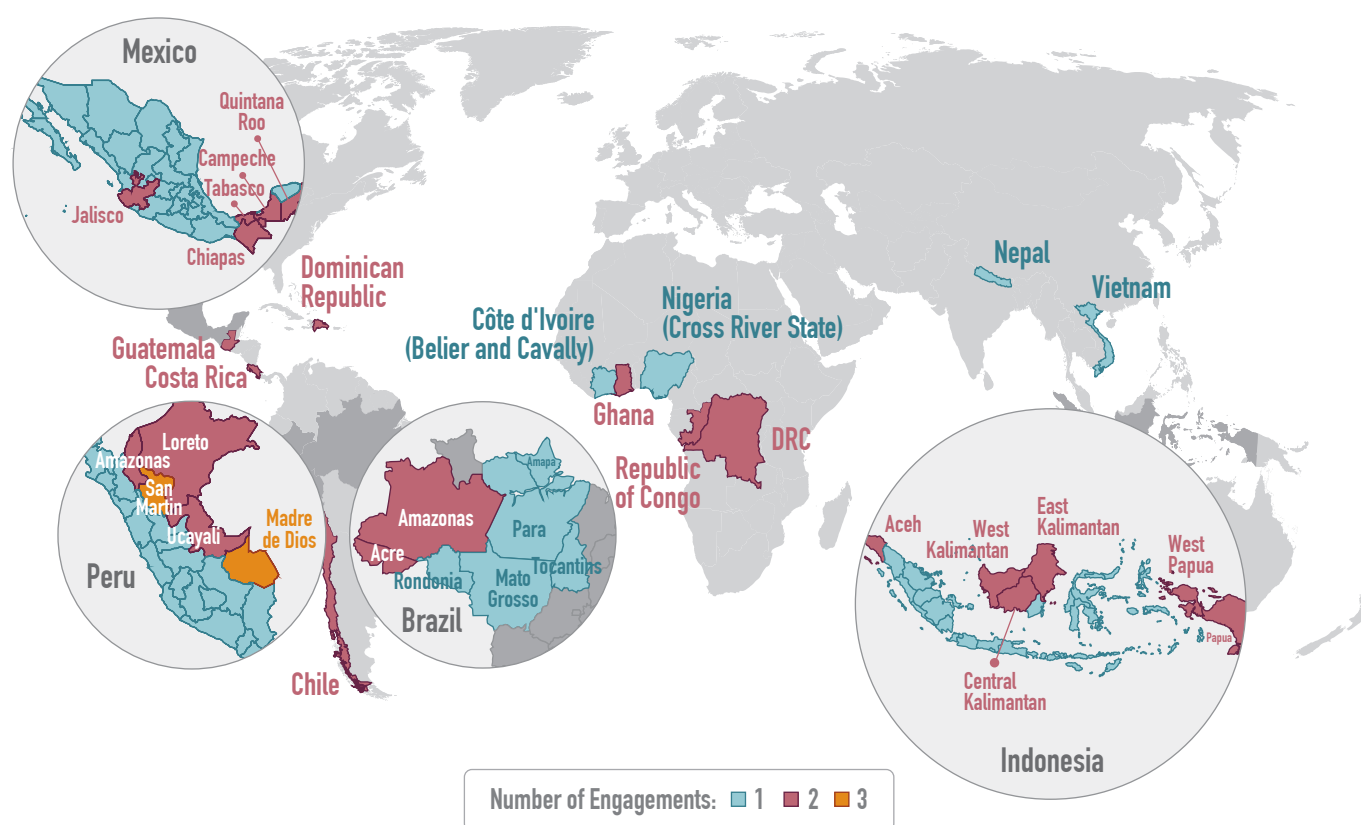 Mexico
Quintana
Roo
Campeche
Tabasco
Jalisco
Chiapas
Dominican
Republic
Guatemala
Costa Rica
Côte d'Ivoire
(Belier and Cavally)
Nigeria
(Cross River State)
Nepal
Vietnam
Ghana
DRC
Republic
of Congo
Loreto
Amazonas
San
Martin
Ucayali
Madre
de Dios
Peru
Chile
Amapa
Amazonas
Para
Acre
Rondonia
Mato
Grosso
Tocantins
Brazil
Aceh
West
Kalimantan
East
Kalimantan
West
Papua
Papua
Central
Kalimantan
Indonesia
Number of Engagements: 1 2 3